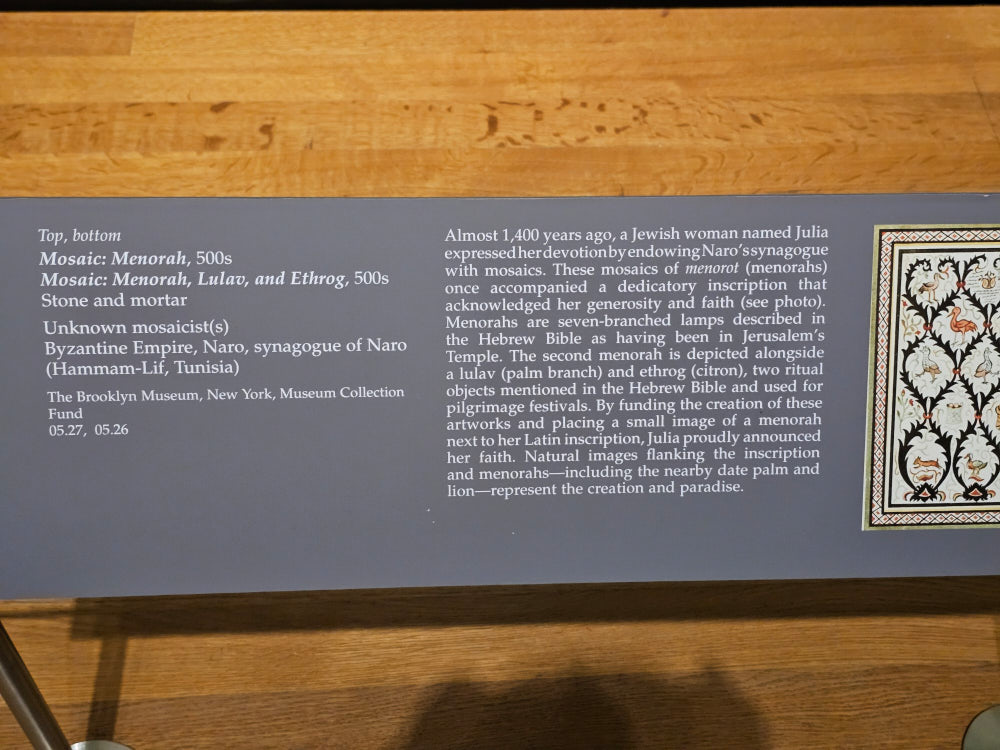 Top, bottom
Mosaic: Menorah, 500s
Mosaic: Menorah, Lulav, and Ethrog, 500s
Stone and mortar
Unknown mosaicist(s)
Byzantine Empire, Naro, synagogue of Naro
(Hammam-Lif, Tunisia)
The Brooklyn Museum, New York, Museum Collection
Fund
05.27, 05.26
Almost 1,400 years ago, a Jewish woman named Julia
expressed her devotion by endowing Naro's synagogue
with mosaics. These mosaics of menorot (menorahs)
once accompanied a dedicatory inscription that
acknowledged her generosity and faith (see photo).
Menorahs are seven-branched lamps described in
the Hebrew Bible as having been in Jerusalem's
Temple. The second menorah is depicted alongside
a lulav (palm branch) and ethrog (citron), two ritual
objects mentioned in the Hebrew Bible and used for
pilgrimage festivals. By funding the creation of these
artworks and placing a small image of a menorah
next to her Latin inscription, Julia proudly announced
her faith. Natural images flanking the inscription
and menorahs—including the nearby date palm and
lion—represent the creation and paradise.